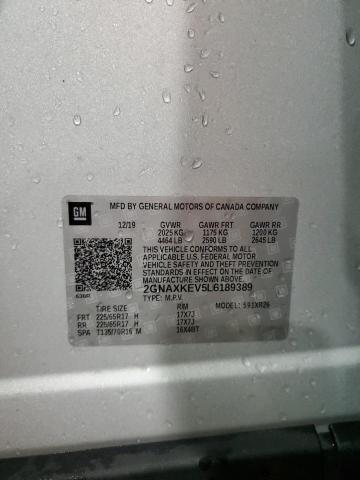 GM
MFD BY GENERAL MOTORS OF CANADA COMPANY
12/19 GVWR GAWR FRT GAWR RR
2025 KG 1175 KG 1200 KG
4464 LB 2590 LB 2645 LB
THIS VEHICLE CONFORMS TO ALL
APPLICABLE U.S. FEDERAL MOTOR
VEHICLE SAFETY AND THEFT PREVENTION
STANDARDS IN EFFECT ON THE DATE OF
MANUFACTURE SHOWN ABOVE.
2GNAXKEV5L6189389
TYPE: M.P.V. MODEL: S91XR26
TIRE SIZE RIM
FRT 225/65R17 H 17X7J
RR 225/65R17 H 17X7J
SPA T135/70R16 M 16X4BT